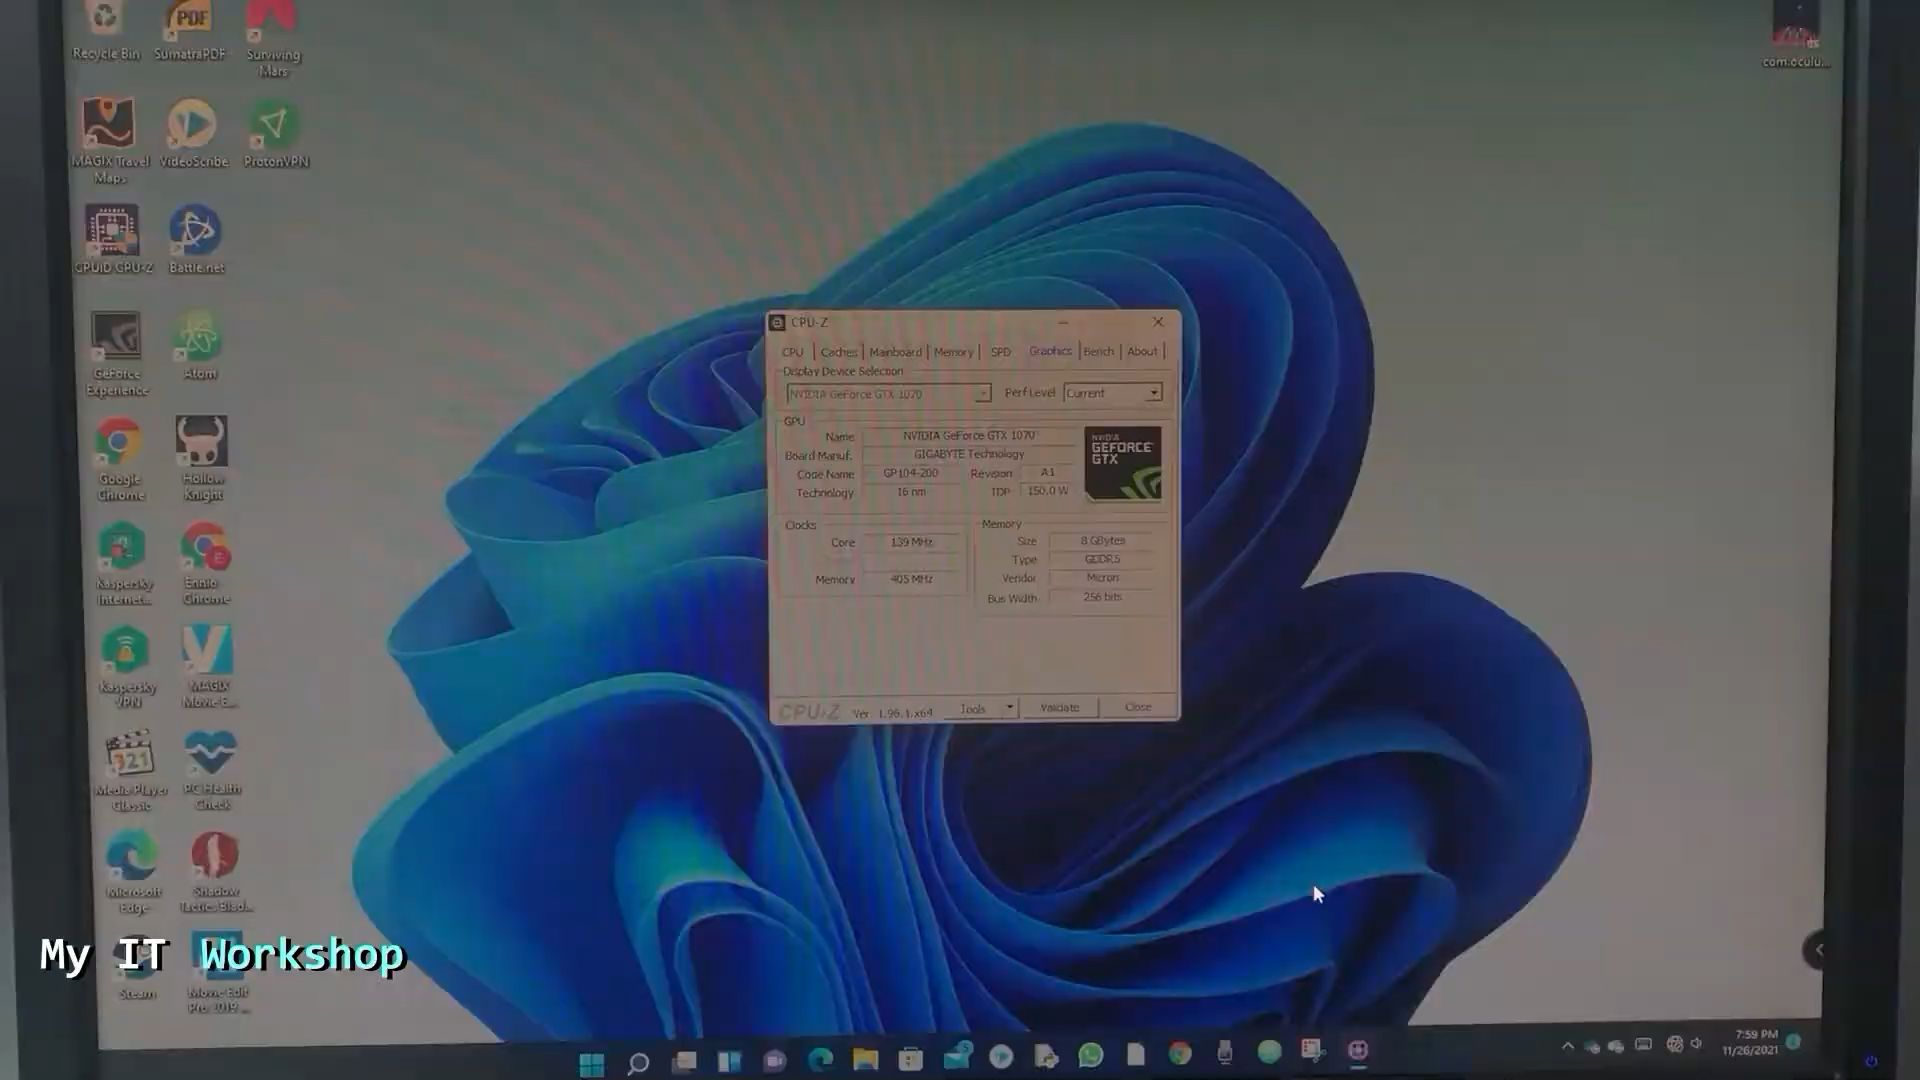 Recycle Bin
SumatraPDF
Surviving
Mars
com.oculu...
MAGIX Travel
Maps
VideoScribe
ProtonVPN
CPUID CPU-Z
Battle.net
GeForce
Experience
Atom
Google
Chrome
Hollow
Knight
Kaspersky
Internet...
Ennio -
Chrome
Kaspersky
VPN
MAGIX
Movie E...
Media Player
Classic
PC Health
Check
Microsoft
Edge
Shadow
Tactics Blad...
Steam
Movie Edit
Pro 2019 ...
PDF
321
CPU-Z
CPU Caches Mainboard Memory SPD Graphics Bench About
Display Device Selection
NVIDIA GeForce GTX 1070 Perf Level Current
GPU
Name NVIDIA GeForce GTX 1070
Board Manuf. GIGABYTE Technology
Code Name GP104-200 Revision A1
Technology 16 nm TDP 150.0 W
NVIDIA
GEFORCE
GTX
Clocks
Core 139 MHz
Memory 405 MHz
Memory
Size 8 GBytes
Type GDDR5
Vendor Micron
Bus Width 256 bits
CPU-Z Ver. 1.96.1.x64 Tools Validate Close
My IT Workshop
7:59 PM
11/26/2021